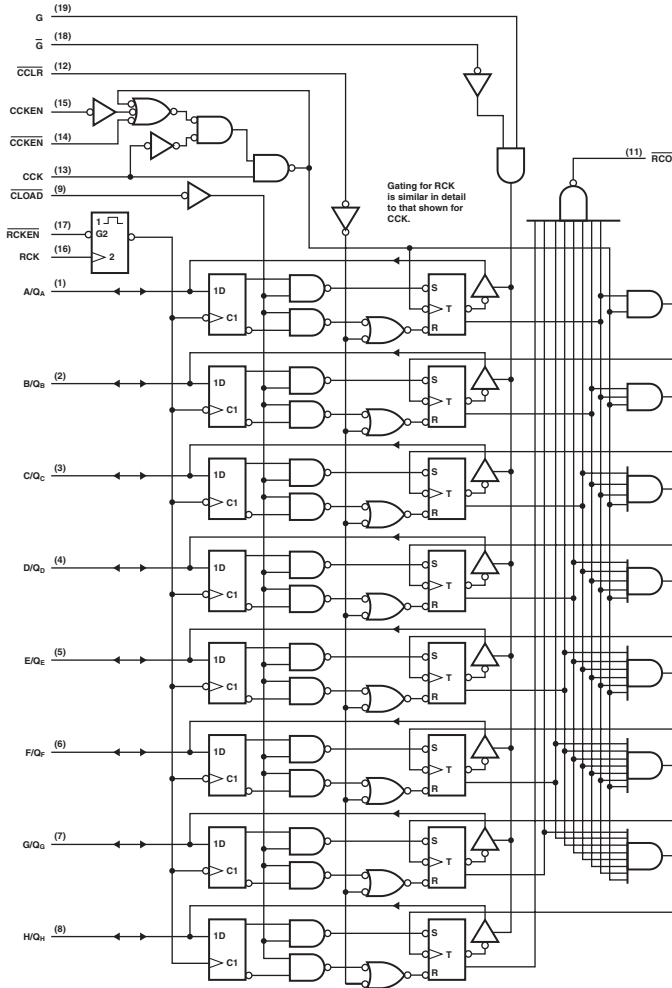 G (19)
G (18)
CCLR (12)
CCKEN (15)
CCKEN (14)
CCK (13)
CLOAD (9)
RCKEN (17)
RCK (16)
1
G2
2
(11) RCO
Gating for RCK
is similar in detail
to that shown for
CCK.
A/QA (1)
1D
C1
S
T
R
B/QB (2)
1D
C1
S
T
R
C/QC (3)
1D
C1
S
T
R
D/QD (4)
1D
C1
S
T
R
E/QE (5)
1D
C1
S
T
R
F/QF (6)
1D
C1
S
T
R
G/QG (7)
1D
C1
S
T
R
H/QH (8)
1D
C1
S
T
R